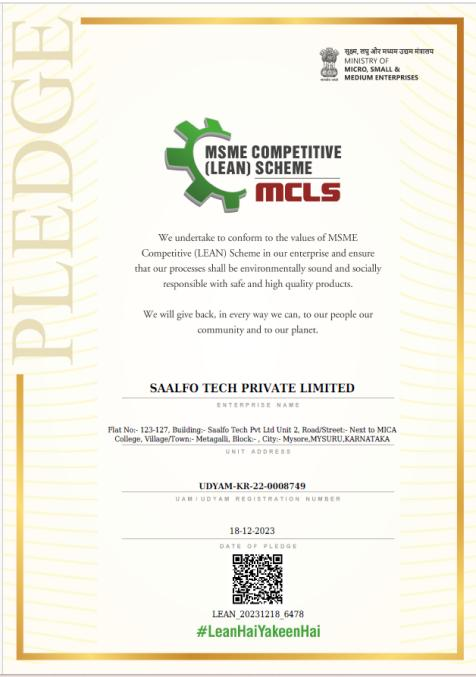 PLEDGE
सूक्ष्म, लघु और मध्यम उद्यम मंत्रालय
MINISTRY OF
MICRO, SMALL &
MEDIUM ENTERPRISES
MSME COMPETITIVE
(LEAN) SCHEME
MCLS
We undertake to conform to the values of MSME
Competitive (LEAN) Scheme in our enterprise and ensure
that our processes shall be environmentally sound and socially
responsible with safe and high quality products.
We will give back, in every way we can, to our people our
community and to our planet.
SAALFO TECH PRIVATE LIMITED
ENTERPRISE NAME
Flat No:- 123-127, Building:- Saalfo Tech Pvt Ltd Unit 2, Road/Street:- Next to MICA
College, Village/Town:- Metagalli, Block:- , City:- Mysore,MYSURU,KARNATAKA
UNIT ADDRESS
UDYAM-KR-22-0008749
UAM/UDYAM REGISTRATION NUMBER
18-12-2023
DATE OF PLEDGE
LEAN_20231218_6478
#LeanHaiYakeenHai